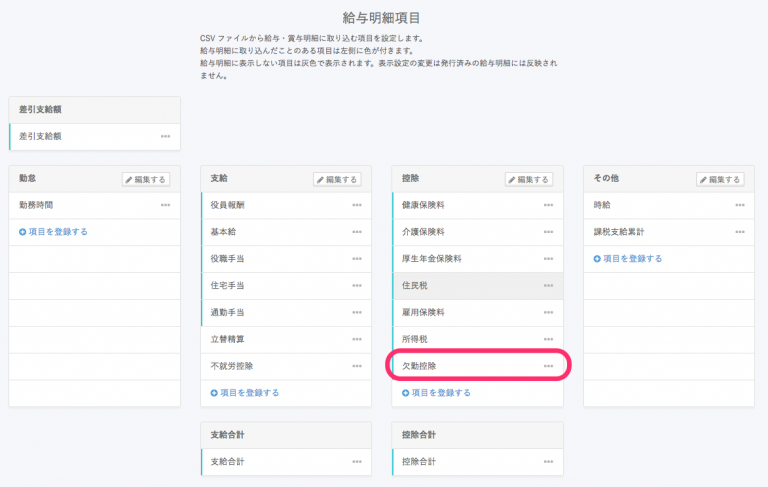 給与明細項目
CSV ファイルから給与・賞与明細に取り込む項目を設定します。
給与明細に取り込んだことのある項目は左側に色が付きます。
給与明細に表示しない項目は灰色で表示されます。表示設定の変更は発行済みの給与明細には反映され
ません。
差引支給額
差引支給額
勤怠
編集する
勤務時間
項目を登録する
支給
編集する
役員報酬
基本給
役職手当
住宅手当
通勤手当
立替精算
不就労控除
項目を登録する
支給合計
支給合計
控除
編集する
健康保険料
介護保険料
厚生年金保険料
住民税
雇用保険料
所得税
欠勤控除
項目を登録する
控除合計
控除合計
その他
編集する
時給
課税支給累計
項目を登録する